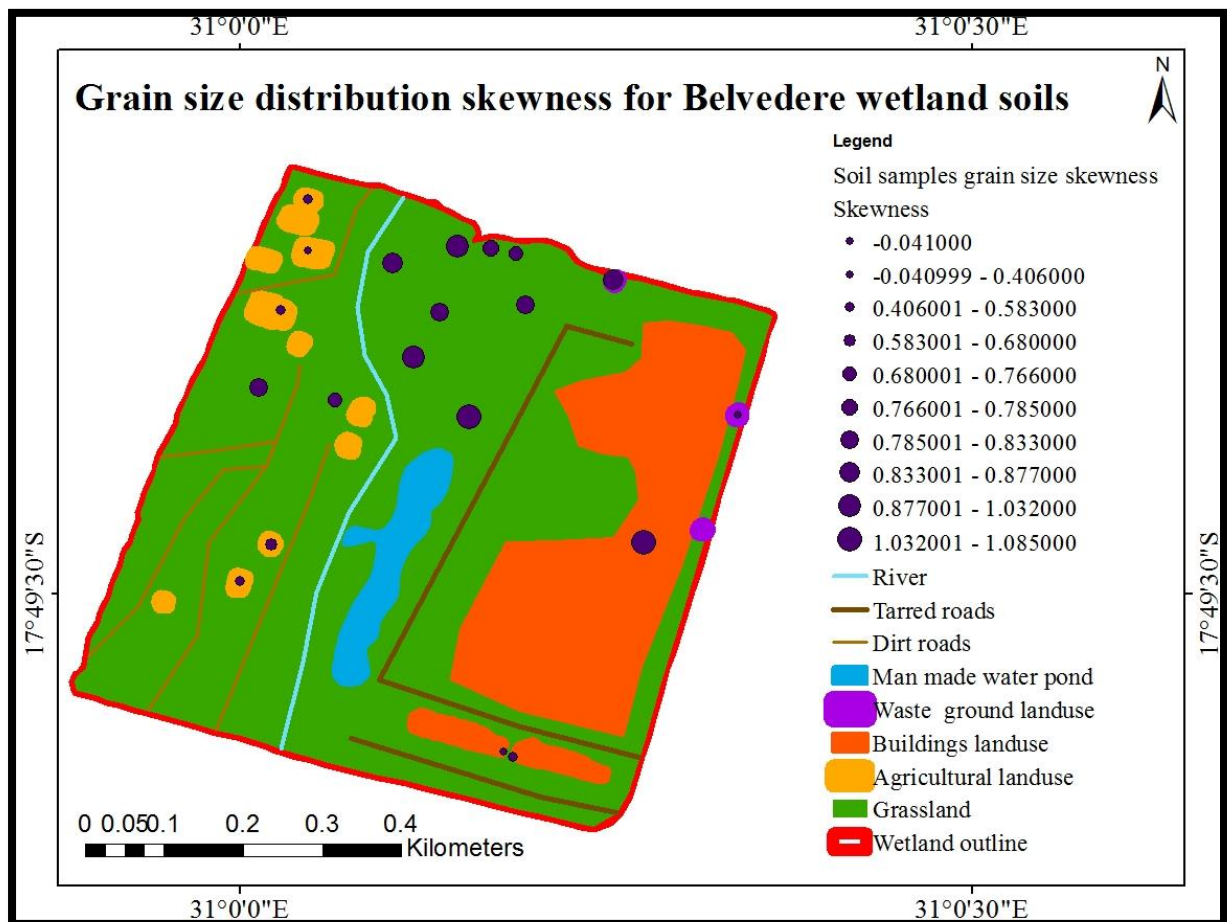 31°0'0"E 31°0'30"E
N
Grain size distribution skewness for Belvedere wetland soils
Legend
Soil samples grain size skewness
Skewness
-0.041000
-0.040999 - 0.406000
0.406001 - 0.583000
0.583001 - 0.680000
0.680001 - 0.766000
0.766001 - 0.785000
0.785001 - 0.833000
0.833001 - 0.877000
0.877001 - 1.032000
1.032001 - 1.085000
River
Tarred roads
Dirt roads
Man made water pond
Waste ground landuse
Buildings landuse
Agricultural landuse
Grassland
Wetland outline
17°49'30"S
17°49'30"S
0 0.05 0.1 0.2 0.3 0.4
Kilometers
31°0'0"E 31°0'30"E